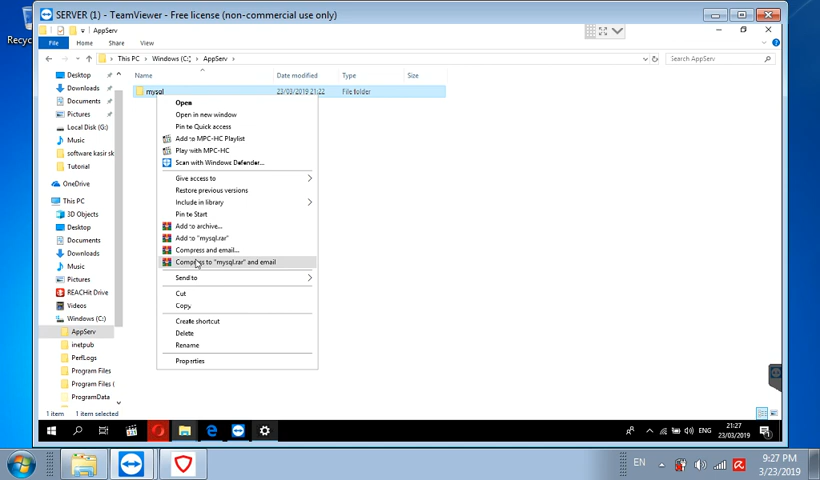 SERVER (1) - TeamViewer - Free license (non-commercial use only)
Recyc
AppServ
File Home Share View
This PC > Windows (C:) > AppServ >
Search AppServ
Name Date modified Type Size
mysql 23/03/2019 21:22 File folder
Desktop
Downloads
Documents
Pictures
Local Disk (G:)
Music
software kasir sk
Tutorial
OneDrive
This PC
3D Objects
Desktop
Documents
Downloads
Music
Pictures
REACHit Drive
Videos
Windows (C:)
AppServ
inetpub
PerfLogs
Program Files
Program Files (
ProgramData
Open
Open in new window
Pin to Quick access
Add to MPC-HC Playlist
Play with MPC-HC
Scan with Windows Defender...
Give access to
Restore previous versions
Include in library
Pin to Start
Add to archive...
Add to "mysql.rar"
Compress and email...
Compress to "mysql.rar" and email
Send to
Cut
Copy
Create shortcut
Delete
Rename
Properties
1 item 1 item selected
ENG
21:27
23/03/2019
EN
9:27 PM
3/23/2019